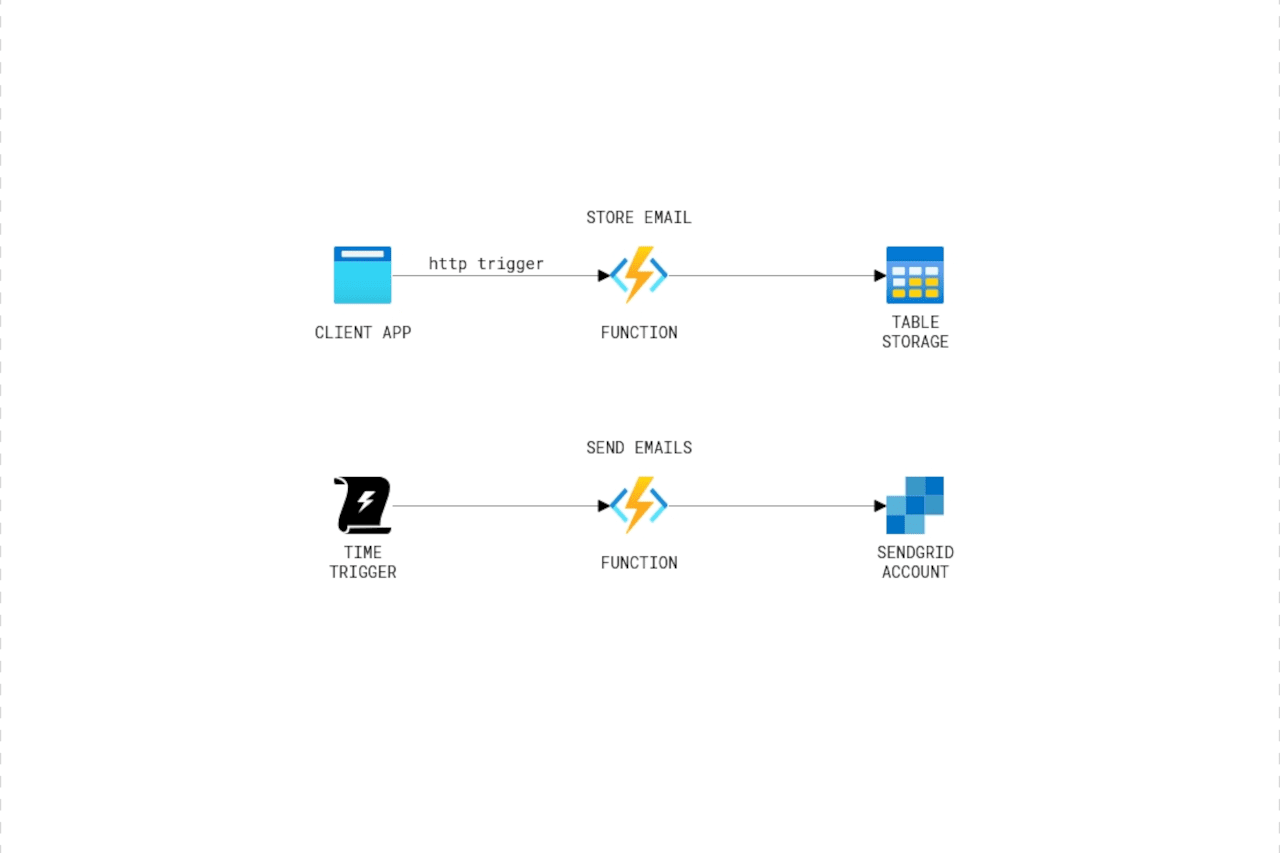 STORE EMAIL
http trigger
CLIENT APP
FUNCTION
TABLE
STORAGE
SEND EMAILS
TIME
TRIGGER
FUNCTION
SENDGRID
ACCOUNT